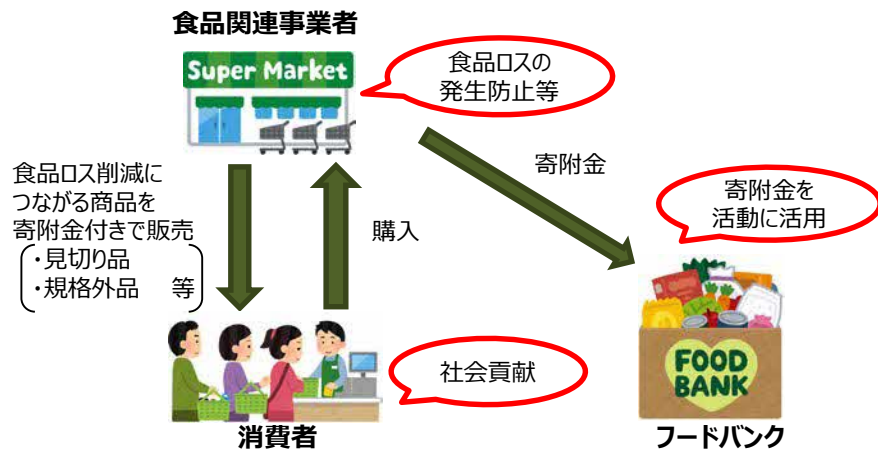 食品関連事業者
Super Market
食品ロスの
発生防止等
食品ロス削減に
つながる商品を
寄附金付きで販売
・見切り品
・規格外品　等
購入
寄附金
寄附金を
活動に活用
社会貢献
FOOD
BANK
消費者
フードバンク